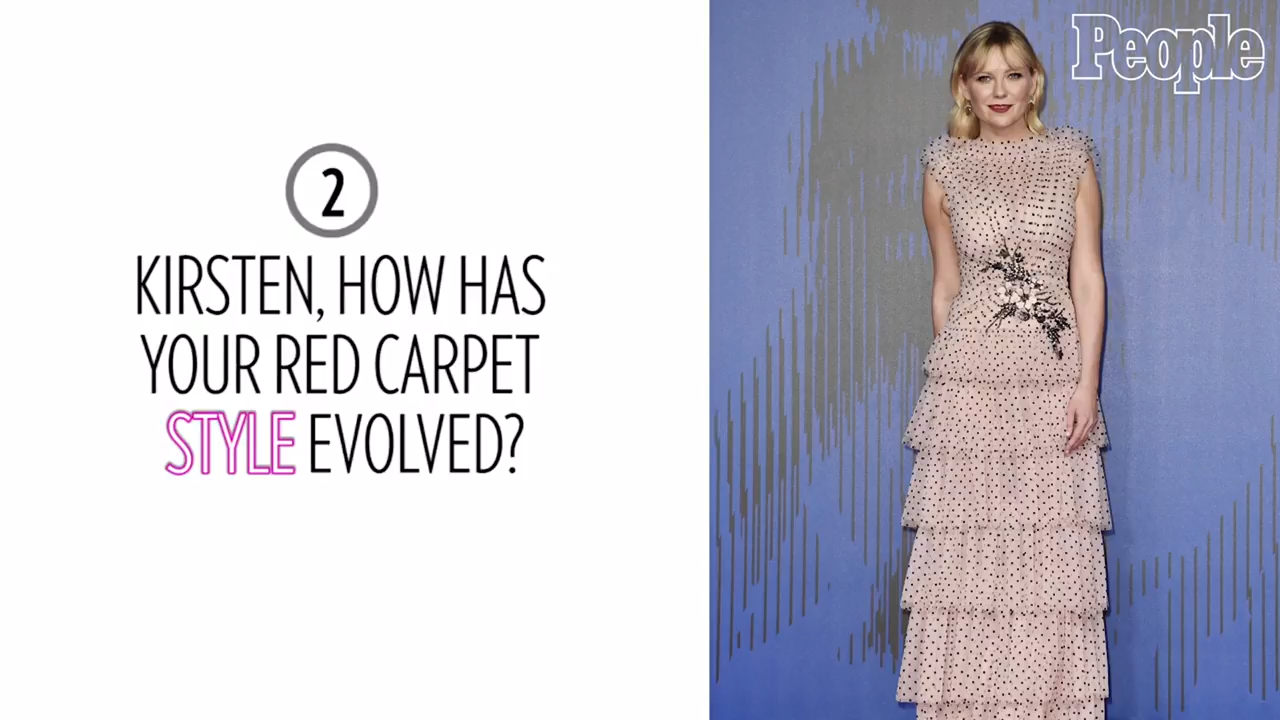 People
2
KIRSTEN, HOW HAS
YOUR RED CARPET
STYLE EVOLVED?